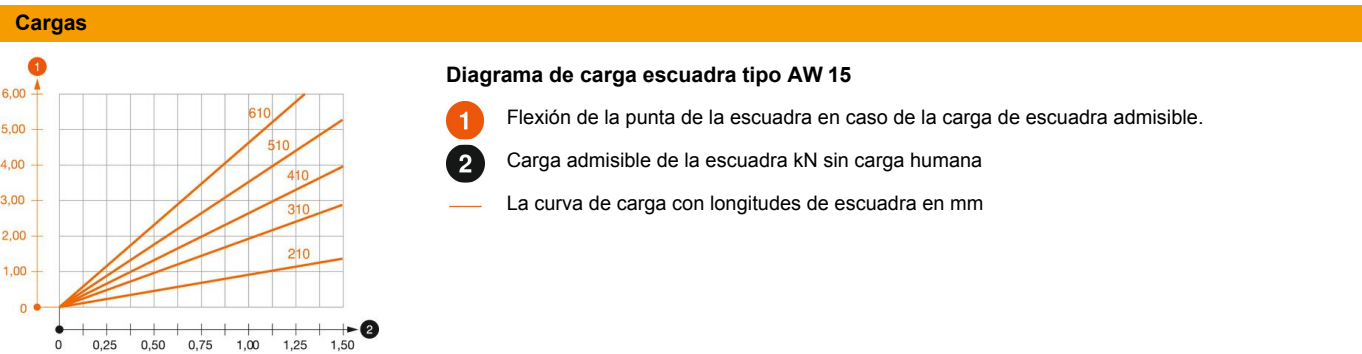 Cargas
1
6,00
5,00
4,00
3,00
2,00
1,00
0
610
510
410
310
210
0 0,25 0,50 0,75 1,00 1,25 1,50
2
Diagrama de carga escuadra tipo AW 15
1 Flexión de la punta de la escuadra en caso de la carga de escuadra admisible.
2 Carga admisible de la escuadra kN sin carga humana
La curva de carga con longitudes de escuadra en mm